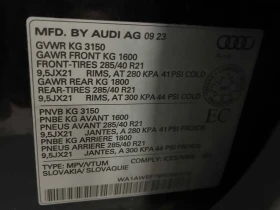 MFD. BY AUDI AG 09 23
GVWR KG 3150
GAWR FRONT KG 1600
FRONT-TIRES 285/40 R21
9,5JX21 RIMS, AT 280 KPA 41 PSI COLD
GAWR REAR KG 1800
REAR-TIRES 285/40 R21
9,5JX21 RIMS, AT 300 KPA 44 PSI COLD
PNVB KG 3150
PNBE AVANT KG 1600
PNEUS AVANT 285/40 R21
9,5JX21 JANTES, A 280 KPA 41 PSI FROIDS
PNBE ARRIERE KG 1800
PNEUS ARRIERE 285/40 R21
9,5JX21 JANTES, A 300 KPA
TYPE: MPV/VTUM
SLOVAKIA / SLOVAQUIE
EC